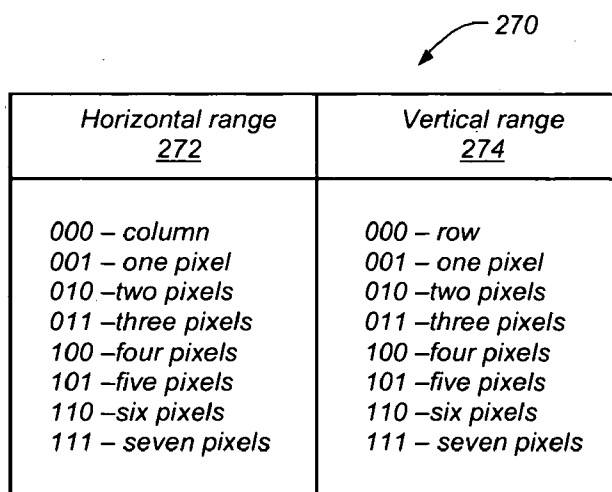 270
Horizontal range Vertical range
272 274
000 – column 000 – row
001 – one pixel 001 – one pixel
010 –two pixels 010 –two pixels
011 –three pixels 011 –three pixels
100 –four pixels 100 –four pixels
101 –five pixels 101 –five pixels
110 –six pixels 110 –six pixels
111 – seven pixels 111 – seven pixels